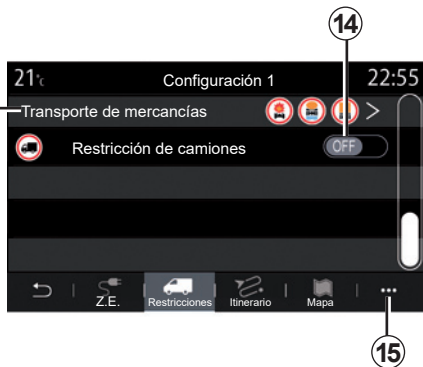 14
21°c Configuración 1 22:55
Transporte de mercancías
Restricción de camiones OFF
Z.E. Restricciones Itinerario Mapa
15